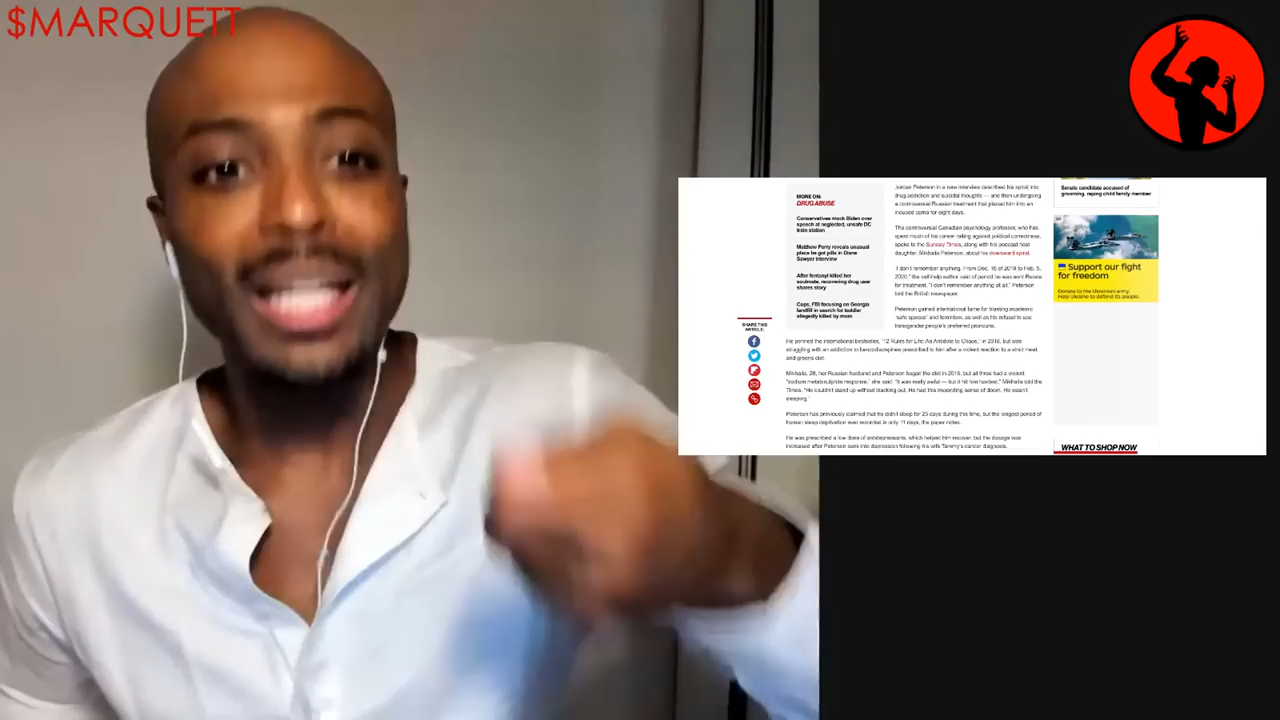 $MARQUETT
MORE ON:
DRUG ABUSE
Conservatives mock Biden over
speech at neglected, unsafe DC
train station
Matthew Perry reveals unusual
place he got pills in Diane
Sawyer interview
After fentanyl killed her
soulmate, recovering drug user
shares story
Cops, FBI focusing on Georgia
landfill in search for toddler
allegedly killed by mom
SHARE THIS
ARTICLE:
Jordan Peterson in a new interview described his spiral into
drug addiction and suicidal thoughts — and then undergoing
a controversial Russian treatment that placed him into an
induced coma for eight days.
The controversial Canadian psychology professor, who has
spent much of his career railing against political correctness,
spoke to the Sunday Times, along with his podcast host
daughter, Mikhaila Peterson, about his downward spiral.
"I don't remember anything. From Dec. 16 of 2019 to Feb. 5,
2020," the self-help author said of period he was sent Russia
for treatment. "I don't remember anything at all," Peterson
told the British newspaper.
Peterson gained international fame for blasting academic
"safe spaces" and feminism, as well as his refusal to use
transgender people's preferred pronouns.
He penned the international bestseller, "12 Rules for Life: An Antidote to Chaos," in 2018, but was
struggling with an addiction to benzodiazepines prescribed to him after a violent reaction to a strict meat
and greens diet.
Mikhaila, 28, her Russian husband and Peterson began the diet in 2016, but all three had a violent
"sodium metabisulphite response," she said. "It was really awful — but it hit him hardest," Mikhaila told the
Times. "He couldn't stand up without blacking out. He had this impending sense of doom. He wasn't
sleeping."
Peterson has previously claimed that he didn't sleep for 25 days during this time, but the longest period of
human sleep deprivation ever recorded is only 11 days, the paper notes.
He was prescribed a low dose of antidepressants, which helped him recover, but the dosage was
increased after Peterson sunk into depression following his wife Tammy's cancer diagnosis.
Senate candidate accused of
grooming, raping child family member
Support our fight
for freedom
Donate to the Ukrainian army.
Help Ukraine to defend its people.
WHAT TO SHOP NOW